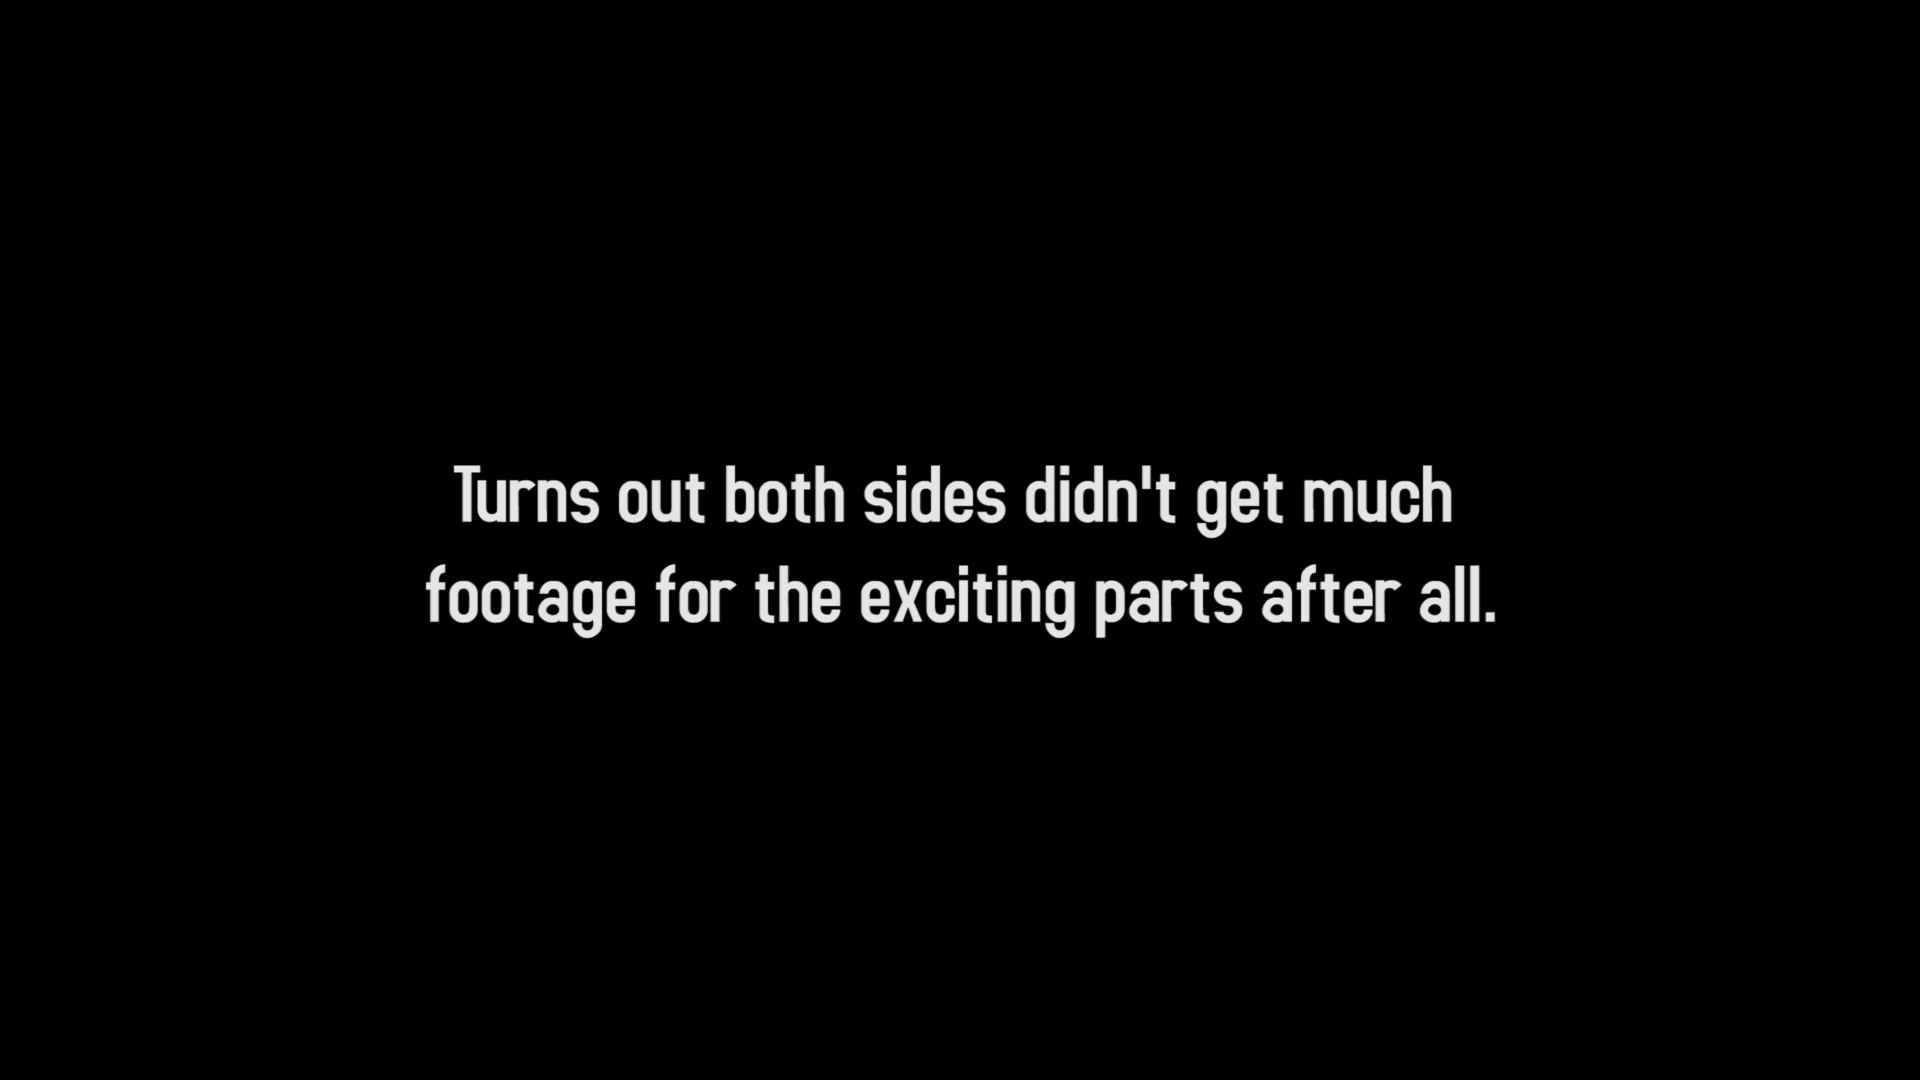 Turns out both sides didn't get much
footage for the exciting parts after all.